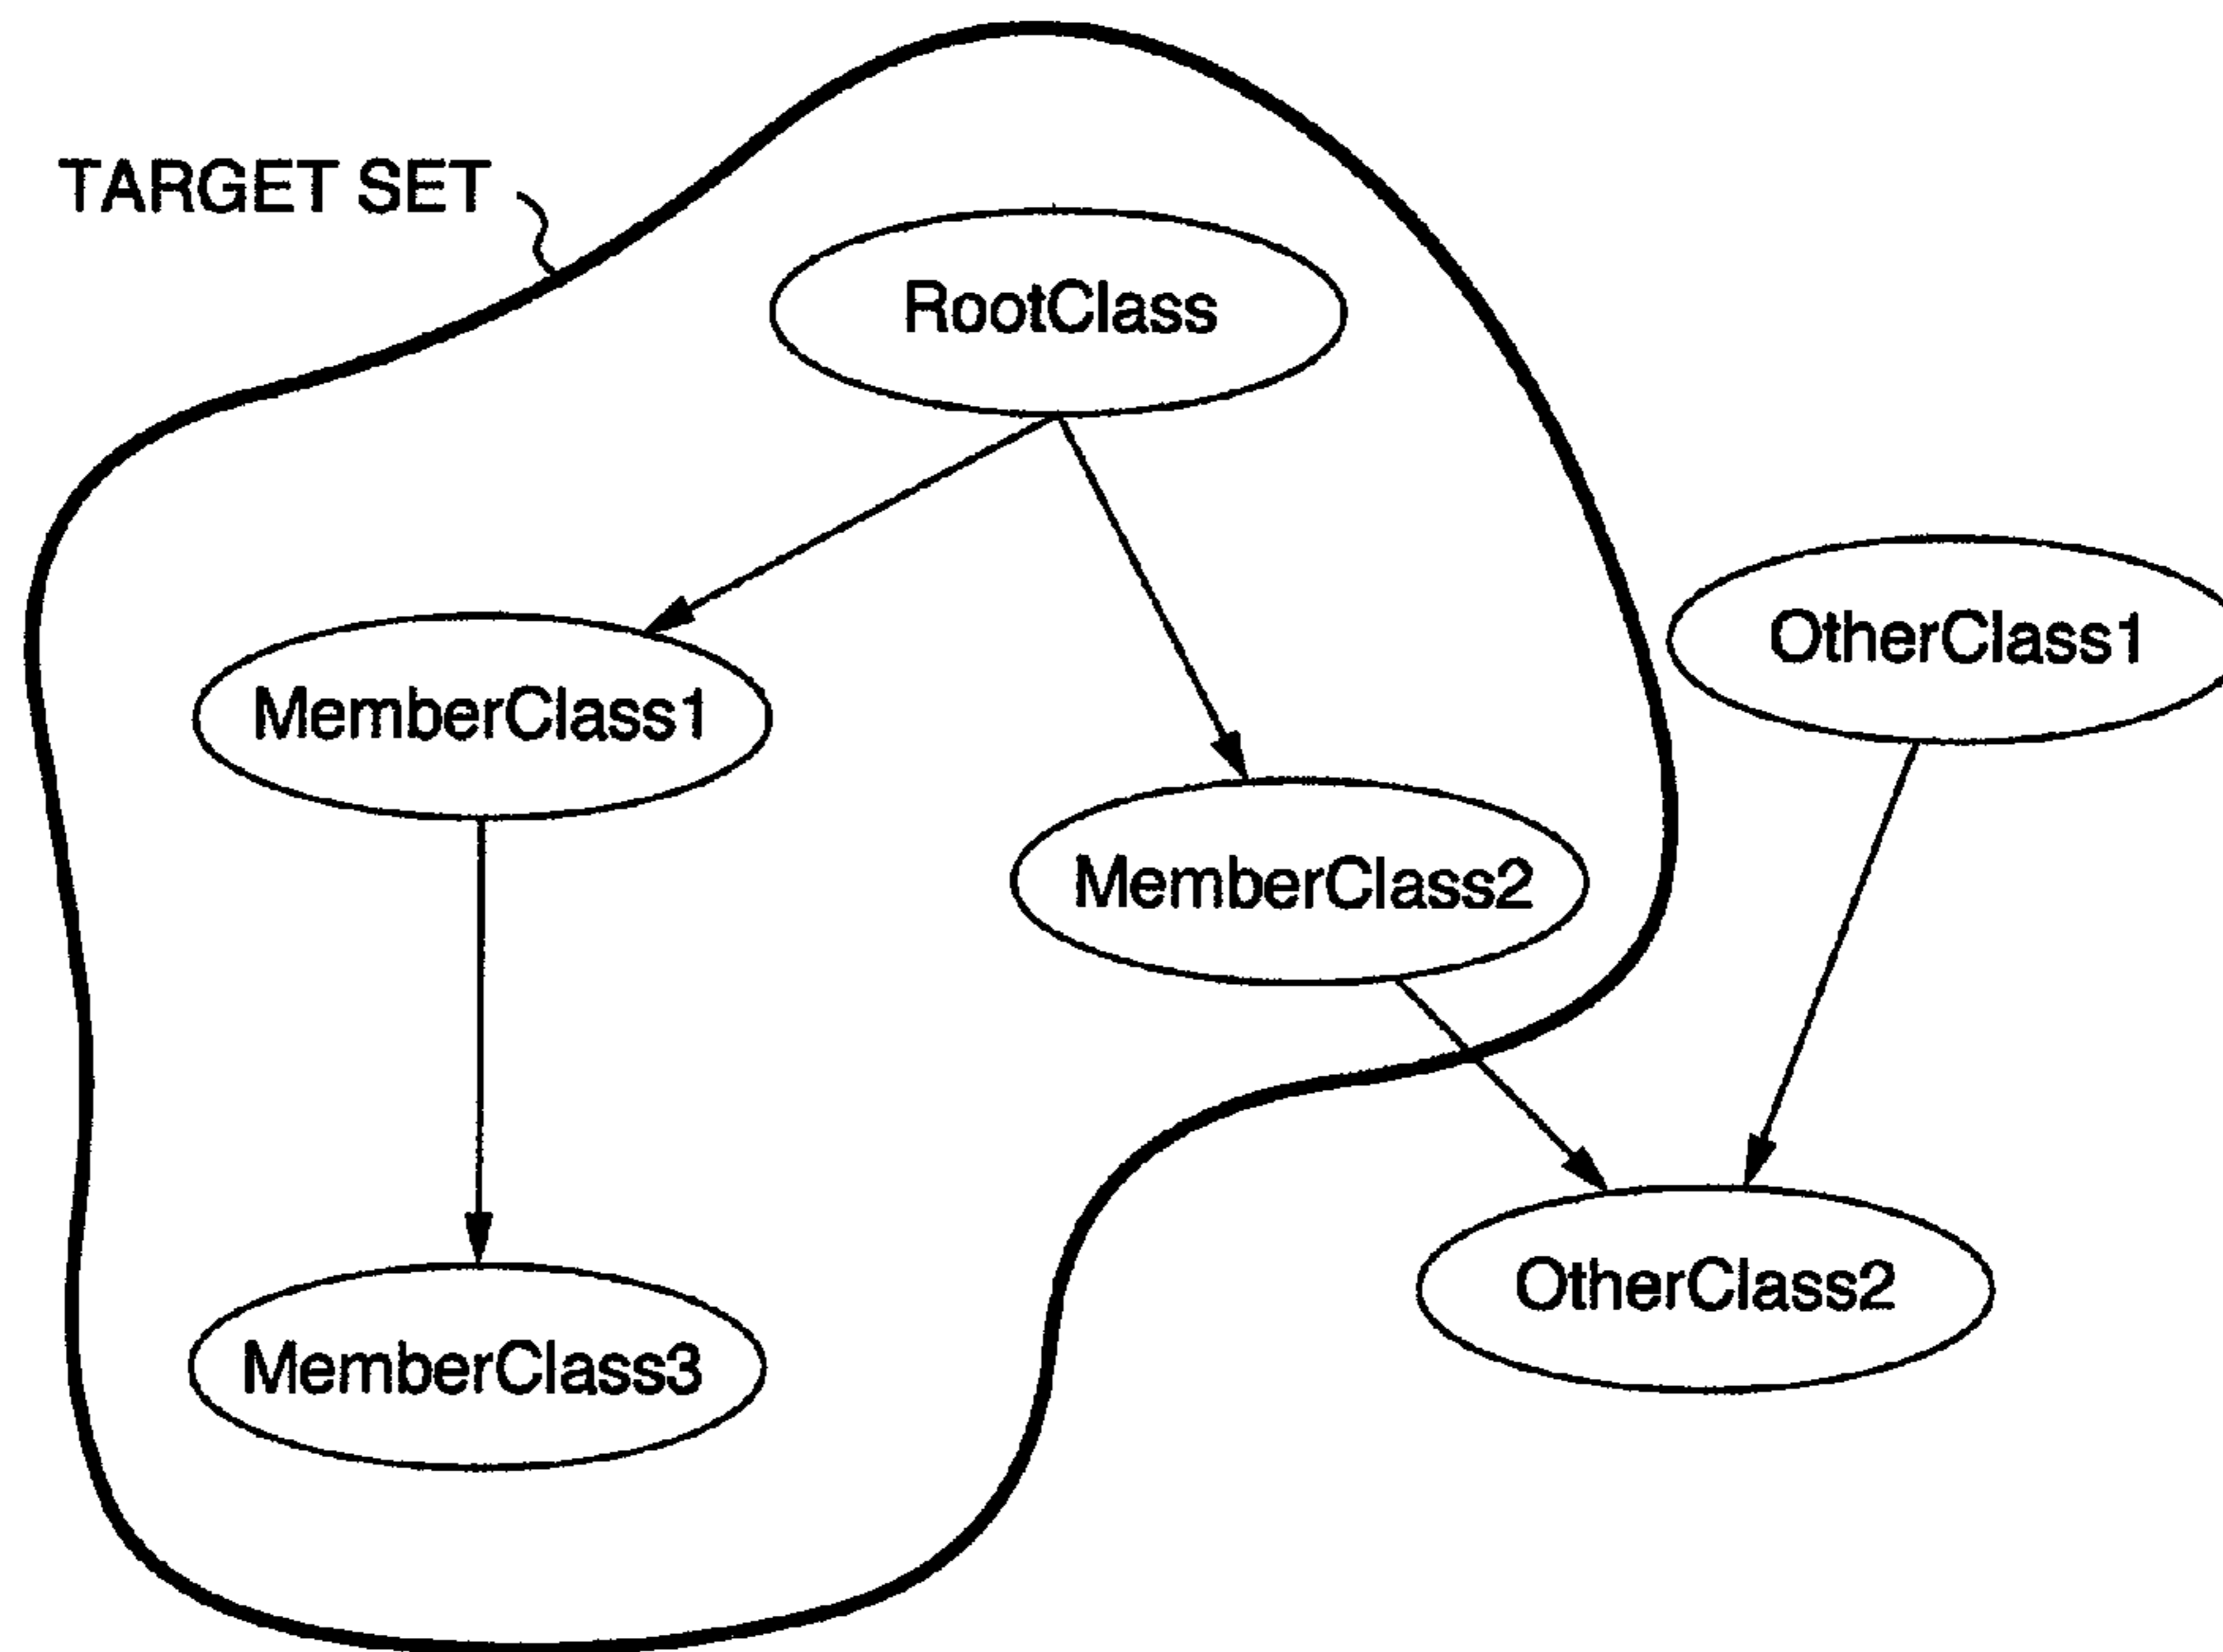 TARGET SET
RootClass
OtherClass1
MemberClass1
MemberClass2
OtherClass2
MemberClass3